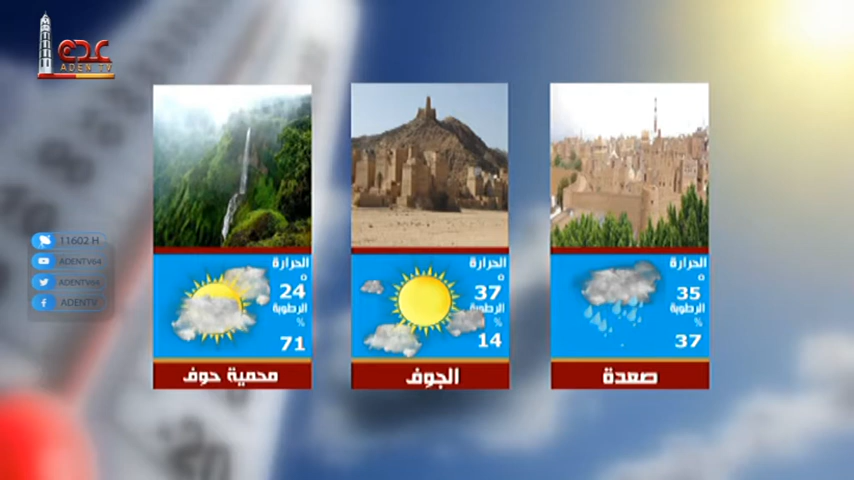 عدن
ADEN TV
11602 H
ADENTV64
ADENTV64
ADENTV
الحرارة
35
الرطوبة
%
37
صعدة
الحرارة
37
الرطوبة
%
14
الجوف
الحرارة
24
الرطوبة
%
71
محمية حوف